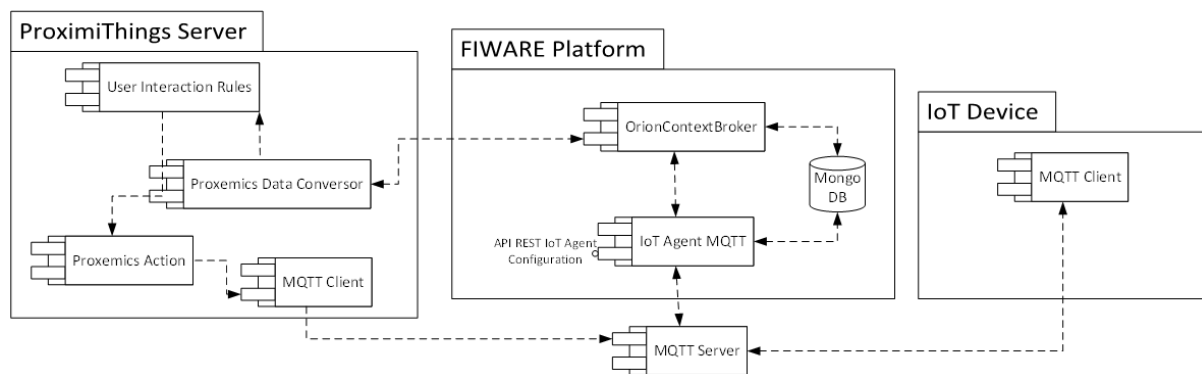 ProximiThings Server
User Interaction Rules
Proxemics Data Conversor
Proxemics Action
MQTT Client
FIWARE Platform
OrionContextBroker
Mongo
DB
IoT Agent MQTT
API REST IoT Agent
Configuration
MQTT Server
IoT Device
MQTT Client